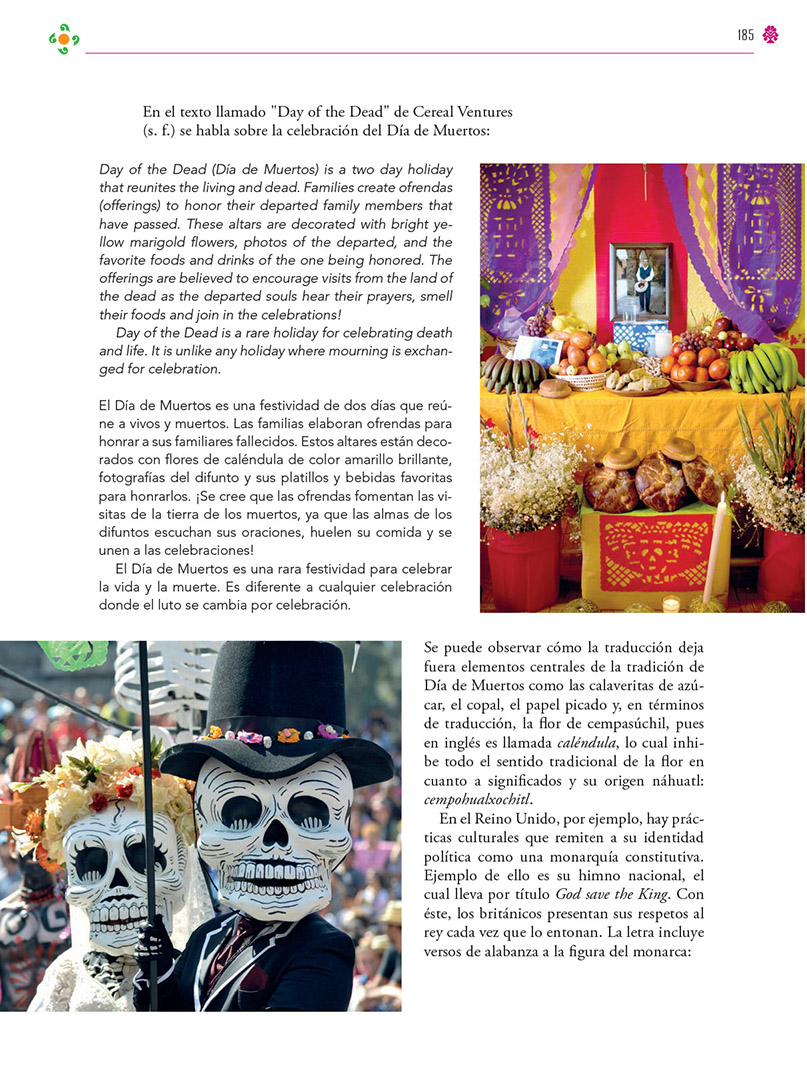 185
En el texto llamado "Day of the Dead" de Cereal Ventures
(s. f.) se habla sobre la celebración del Día de Muertos:
Day of the Dead (Día de Muertos) is a two day holiday
that reunites the living and dead. Families create ofrendas
(offerings) to honor their departed family members that
have passed. These altars are decorated with bright ye-
llow marigold flowers, photos of the departed, and the
favorite foods and drinks of the one being honored. The
offerings are believed to encourage visits from the land of
the dead as the departed souls hear their prayers, smell
their foods and join in the celebrations!
Day of the Dead is a rare holiday for celebrating death
and life. It is unlike any holiday where mourning is exchan-
ged for celebration.
El Día de Muertos es una festividad de dos días que reú-
ne a vivos y muertos. Las familias elaboran ofrendas para
honrar a sus familiares fallecidos. Estos altares están deco-
rados con flores de caléndula de color amarillo brillante,
fotografías del difunto y sus platillos y bebidas favoritas
para honrarlos. ¡Se cree que las ofrendas fomentan las vi-
sitas de la tierra de los muertos, ya que las almas de los
difuntos escuchan sus oraciones, huelen su comida y se
unen a las celebraciones!
El Día de Muertos es una rara festividad para celebrar
la vida y la muerte. Es diferente a cualquier celebración
donde el luto se cambia por celebración.
Se puede observar cómo la traducción deja
fuera elementos centrales de la tradición de
Día de Muertos como las calaveritas de azú-
car, el copal, el papel picado y, en términos
de traducción, la flor de cempasúchil, pues
en inglés es llamada caléndula, lo cual inhi-
be todo el sentido tradicional de la flor en
cuanto a significados y su origen náhuatl:
cempohualxochitl.
En el Reino Unido, por ejemplo, hay prác-
ticas culturales que remiten a su identidad
política como una monarquía constitutiva.
Ejemplo de ello es su himno nacional, el
cual lleva por título God save the King. Con
éste, los británicos presentan sus respetos al
rey cada vez que lo entonan. La letra incluye
versos de alabanza a la figura del monarca: